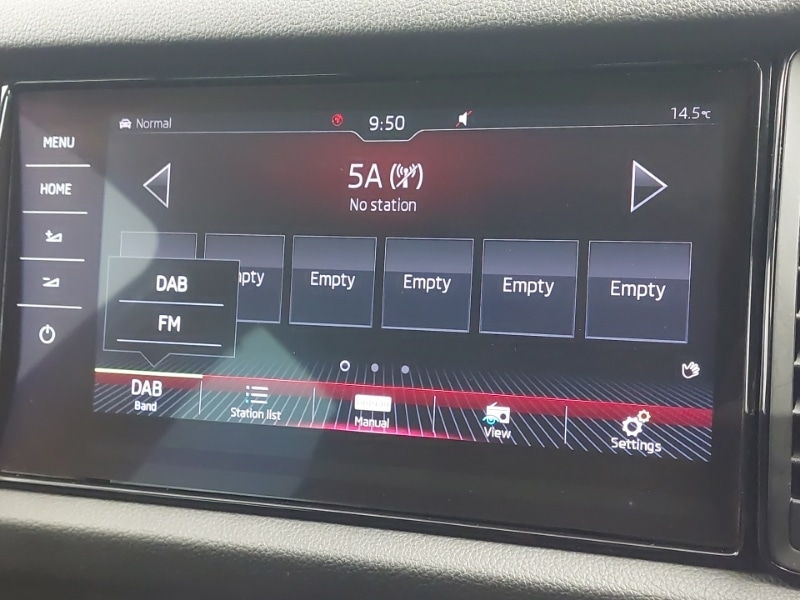 MENU
HOME
Normal
9:50
14.5°C
5A
No station
Empty
Empty
Empty
Empty
DAB
FM
DAB
Band
Station list
Manual
View
Settings